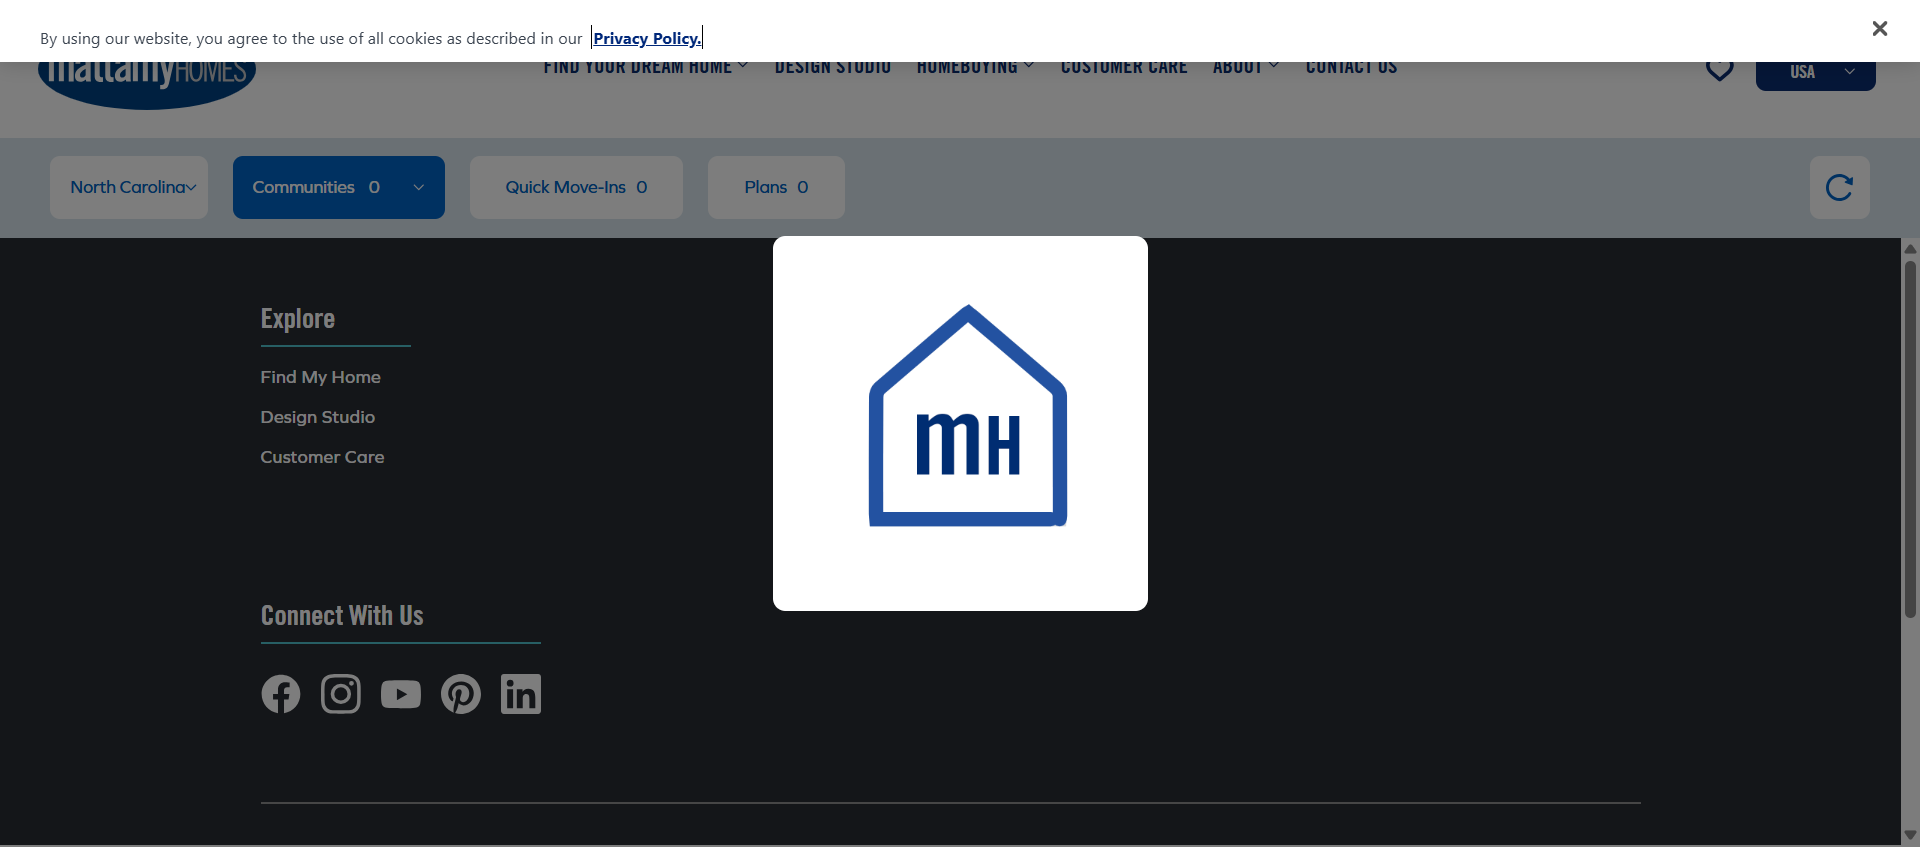 By using our website, you agree to the use of all cookies as described in our Privacy Policy.
mattamyHOMES
FIND YOUR DREAM HOME
DESIGN STUDIO
HOMEBUYING
CUSTOMER CARE
ABOUT
CONTACT US
USA
North Carolina
Communities 0
Quick Move-Ins 0
Plans 0
Explore
Find My Home
Design Studio
Customer Care
mH
Connect With Us